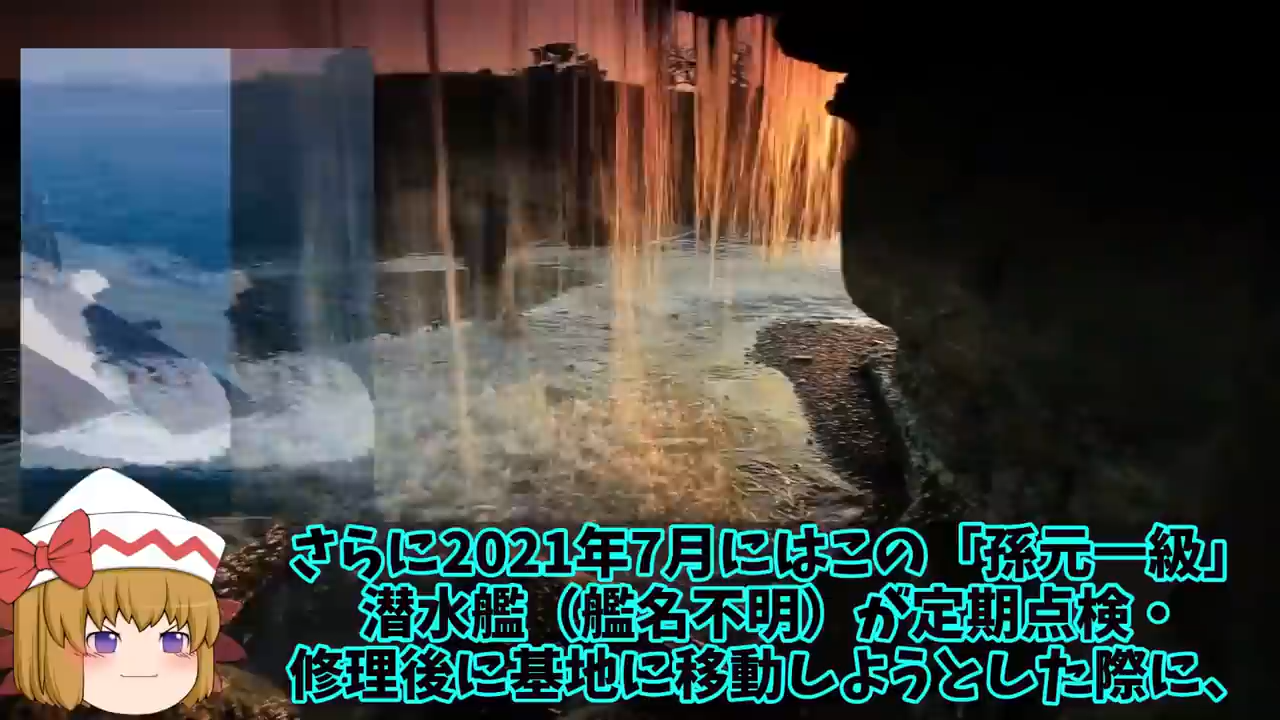 さらに2021年7月にはこの「孫元一級」
潜水艦（艦名不明）が定期点検・
修理後に基地に移動しようとした際に、